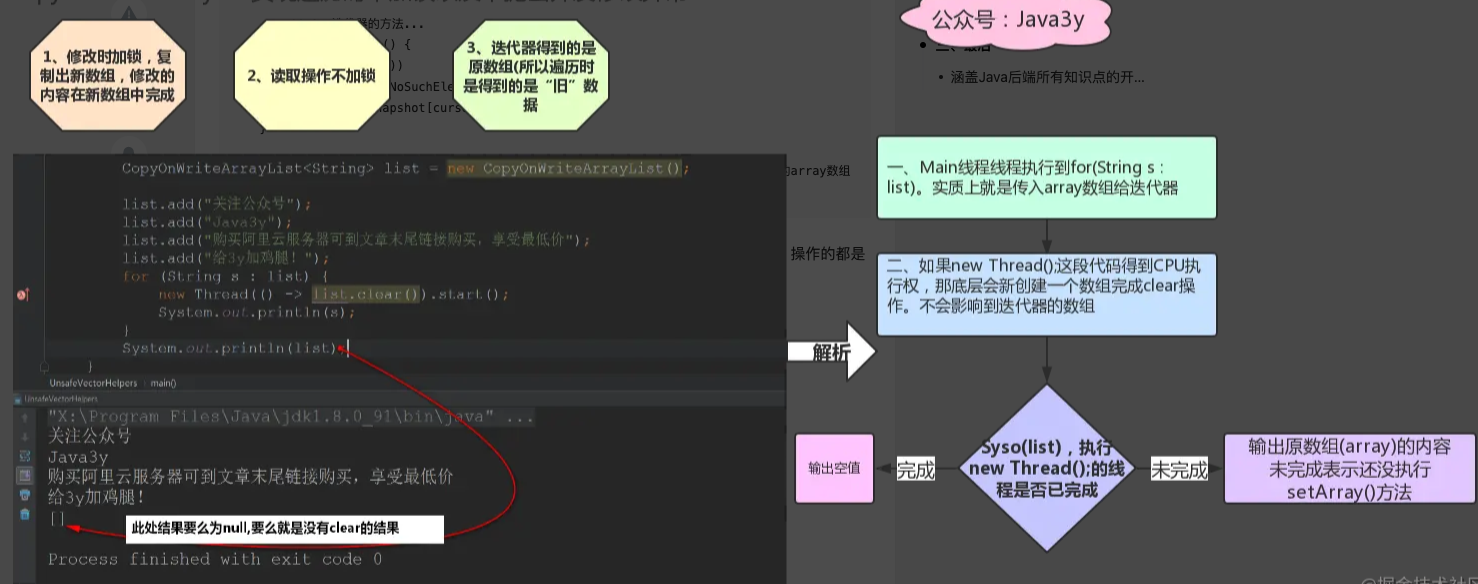 器的方法...
() {
))
NoSuchEle
apshot[curs
}
1、修改时加锁，复
制出新数组，修改的
内容在新数组中完成
2、读取操作不加锁
3、迭代器得到的是
原数组(所以遍历时
是得到的是“旧”数
据
公众号：Java3y
• 三、最后
• 涵盖Java后端所有知识点的开...
的array数组
操作的都是
CopyOnWriteArrayList<String> list = new CopyOnWriteArrayList();
list.add("关注公众号");
list.add("Java3y");
list.add("购买阿里云服务器可到文章末尾链接购买，享受最低价");
list.add("给3y加鸡腿！");
for (String s : list) {
new Thread(() -> list.clear()).start();
System.out.println(s);
}
System.out.println(list);
}
UnsafeVectorHelpers main()
UnsafeVectorHelpers
"X:\Program Files\Java\jdk1.8.0_91\bin\java" ...
关注公众号
Java3y
购买阿里云服务器可到文章末尾链接购买，享受最低价
给3y加鸡腿！
[]
此处结果要么为null,要么就是没有clear的结果
Process finished with exit code 0
解析
一、Main线程线程执行到for(String s :
list)。实质上就是传入array数组给迭代器
二、如果new Thread();这段代码得到CPU执
行权，那底层会新创建一个数组完成clear操
作。不会影响到迭代器的数组
Syso(list)，执行
new Thread();的线
程是否已完成
完成
输出空值
未完成
输出原数组(array)的内容
未完成表示还没执行
setArray()方法
@掘金技术社区